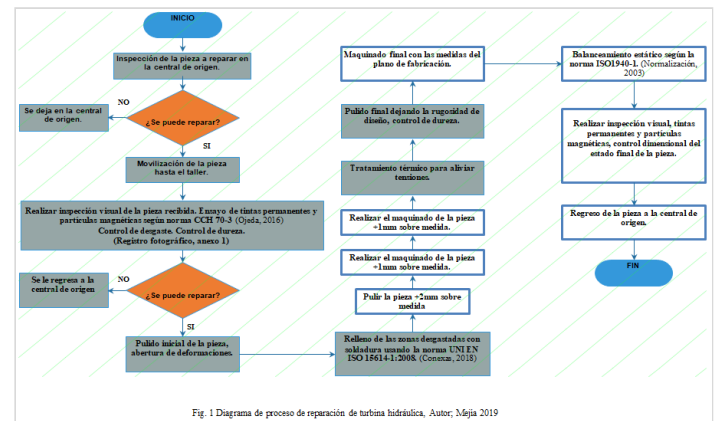 INICIO
Inspección de la pieza a reparar en
la central de origen.
NO
Se deja en la central
de origen.
¿Se puede reparar?
SI
Movilización de la pieza
hasta el taller.
Realizar inspección visual de la pieza recibida. Ensayo de tintas permanentes y
partículas magnéticas según norma CCH 70-3 (Ojeda, 2016)
Control de desgaste. Control de dureza.
(Registro fotográfico, anexo 1)
NO
Se le regresa a la
central de origen
¿Se puede reparar?
SI
Pulido inicial de la pieza,
abertura de deformaciones.
Relleno de las zonas desgastadas con
soldadura usando la norma UNI EN
ISO 15614-1:2008. (Conexzs, 2018)
Pulir la pieza +2mm sobre
medida
Realizar el maquinado de la pieza
+1mm sobre medida.
Realizar el maquinado de la pieza
+1mm sobre medida.
Tratamiento térmico para aliviar
tensiones.
Pulido final dejando la rugosidad de
diseño, control de dureza.
Maquinado final con las medidas del
plano de fabricación.
Balanceamiento estático según la
norma ISO1940-1. (Normalización,
2003)
Realizar inspección visual, tintas
permanentes y partículas
magnéticas, control dimensional del
estado final de la pieza.
Regreso de la pieza a la central de
origen.
FIN
Fig. 1 Diagrama de proceso de reparación de turbina hidráulica, Autor; Mejia 2019